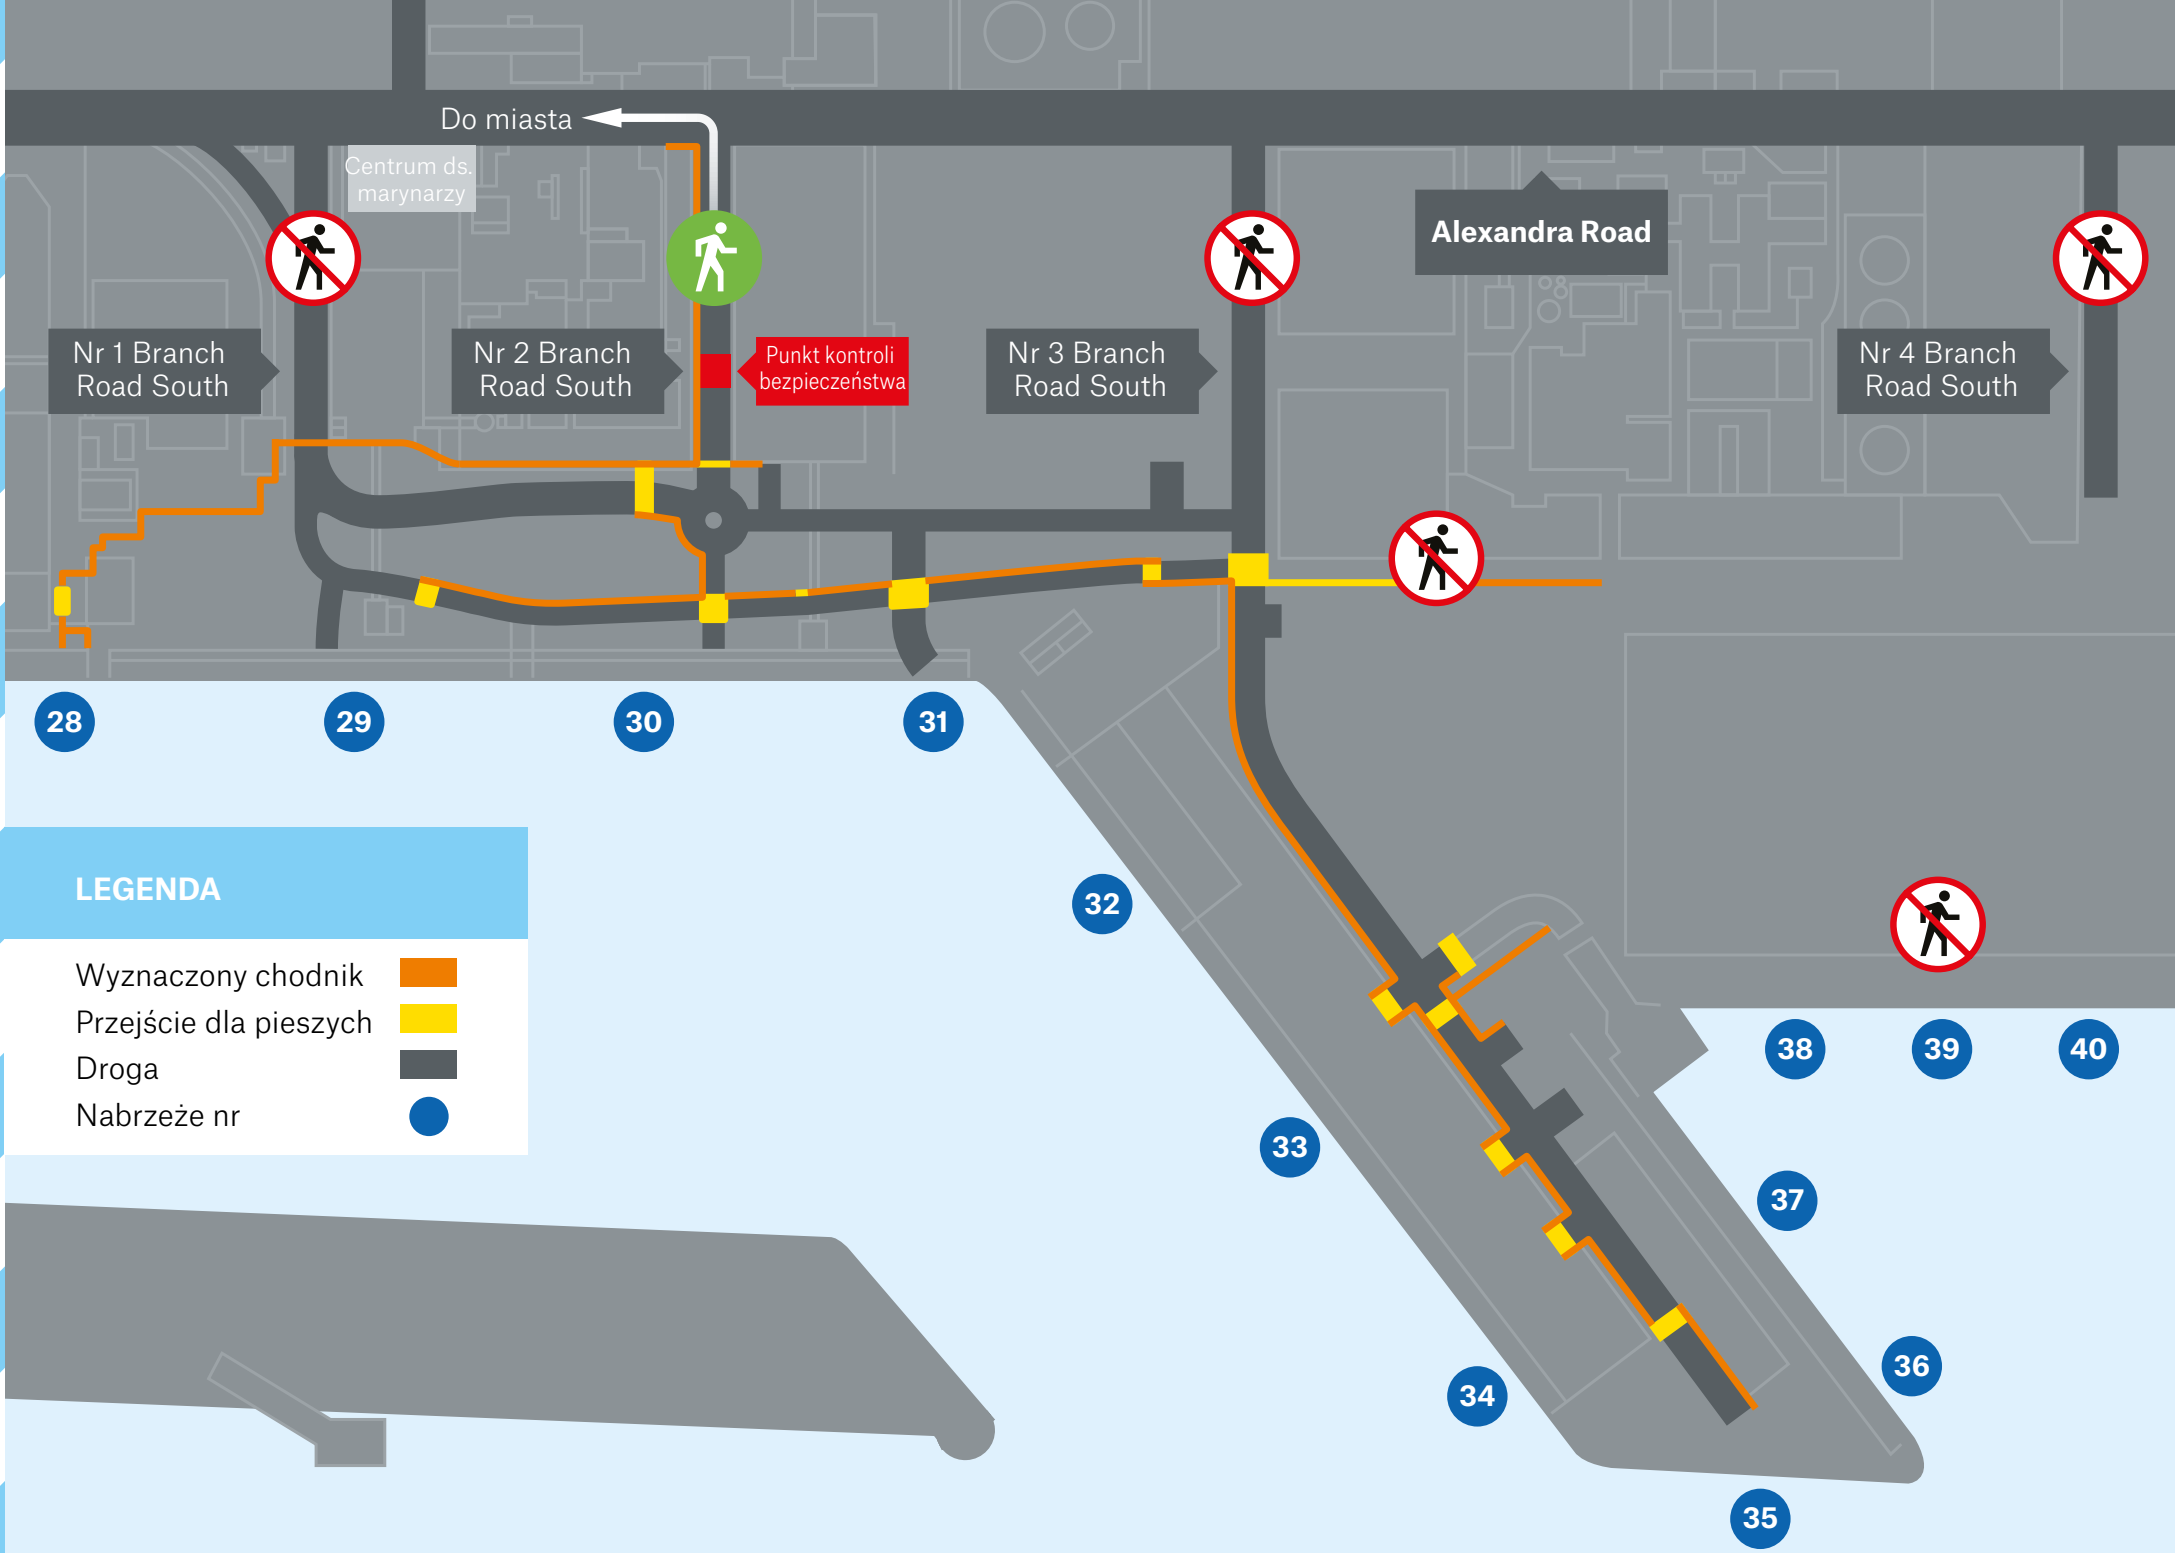 Do miasta
Centrum ds.
marynarzy
Alexandra Road
Nr 1 Branch
Road South
Nr 2 Branch
Road South
Punkt kontroli
bezpieczeństwa
Nr 3 Branch
Road South
Nr 4 Branch
Road South
28
29
30
31
32
33
34
35
36
37
38
39
40
LEGENDA
Wyznaczony chodnik
Przejście dla pieszych
Droga
Nabrzeże nr